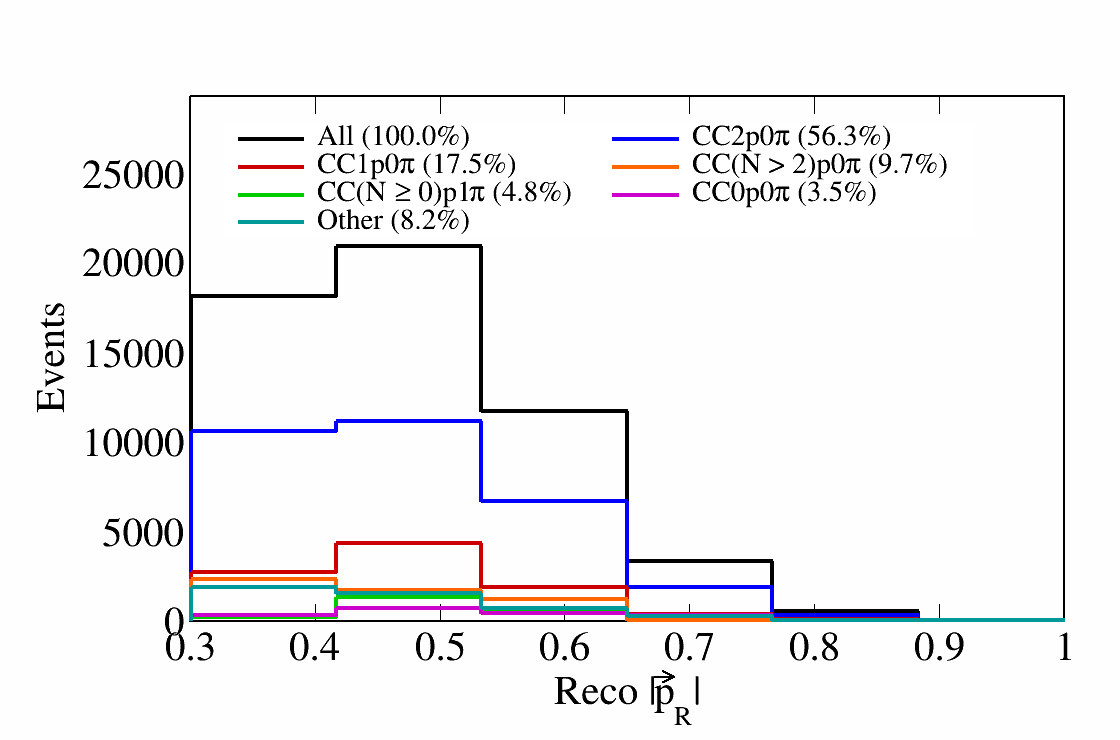 All (100.0%)
CC2p0π (56.3%)
CC1p0π (17.5%)
CC(N > 2)p0π (9.7%)
CC(N ≥ 0)p1π (4.8%)
CC0p0π (3.5%)
Other (8.2%)
25000
20000
15000
10000
5000
0
Events
0.3 0.4 0.5 0.6 0.7 0.8 0.9 1
Reco |p⃗_R|